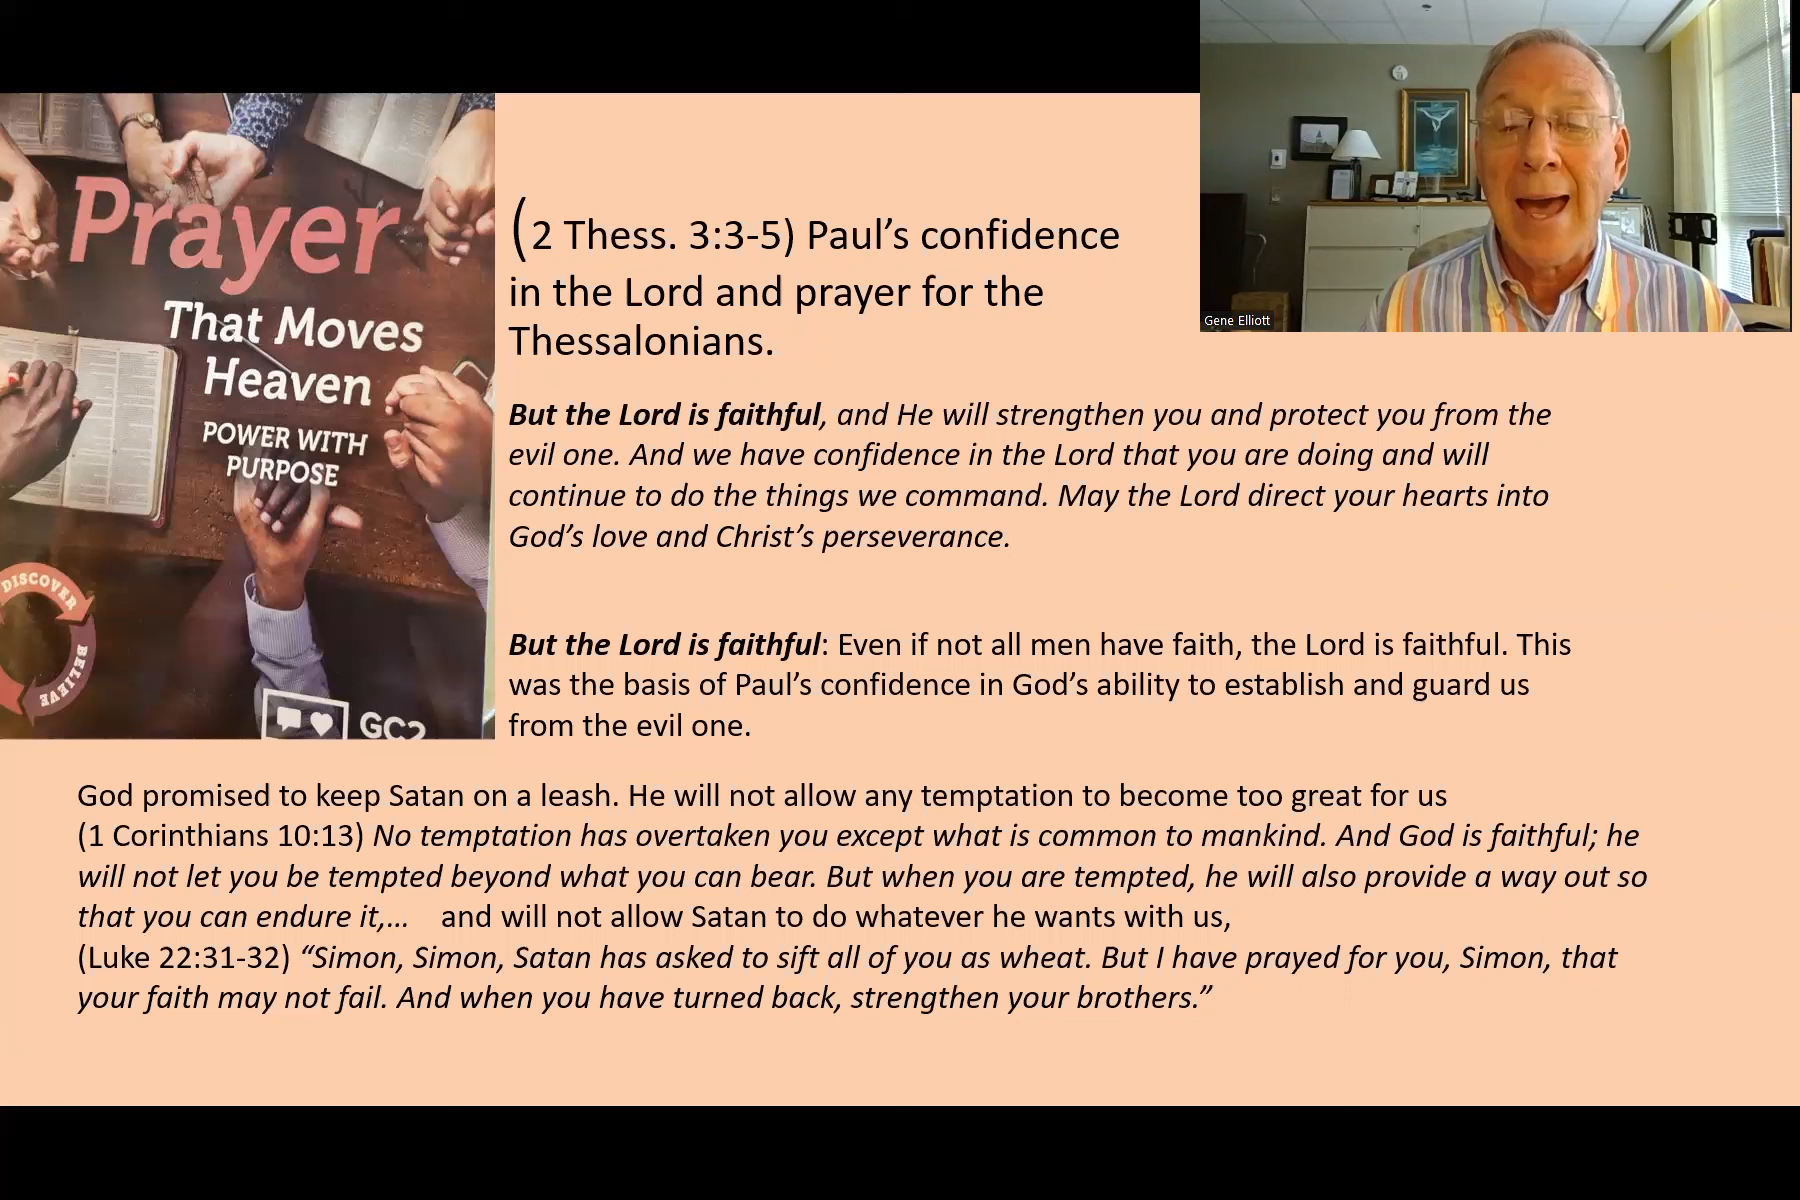 Prayer
That Moves
Heaven
POWER WITH
PURPOSE
DISCOVER
BELIEVE
GC2
Gene Elliott
(2 Thess. 3:3-5) Paul’s confidence
in the Lord and prayer for the
Thessalonians.
But the Lord is faithful, and He will strengthen you and protect you from the
evil one. And we have confidence in the Lord that you are doing and will
continue to do the things we command. May the Lord direct your hearts into
God’s love and Christ’s perseverance.
But the Lord is faithful: Even if not all men have faith, the Lord is faithful. This
was the basis of Paul’s confidence in God’s ability to establish and guard us
from the evil one.
God promised to keep Satan on a leash. He will not allow any temptation to become too great for us
(1 Corinthians 10:13) No temptation has overtaken you except what is common to mankind. And God is faithful; he
will not let you be tempted beyond what you can bear. But when you are tempted, he will also provide a way out so
that you can endure it,… and will not allow Satan to do whatever he wants with us,
(Luke 22:31-32) “Simon, Simon, Satan has asked to sift all of you as wheat. But I have prayed for you, Simon, that
your faith may not fail. And when you have turned back, strengthen your brothers.”